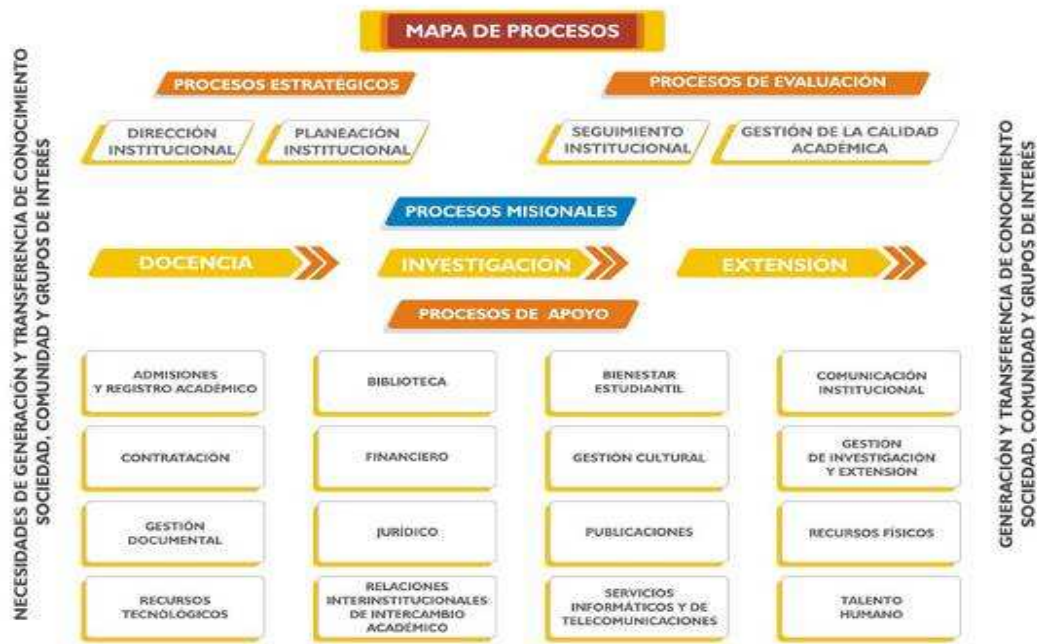 MAPA DE PROCESOS
PROCESOS ESTRATÉGICOS
PROCESOS DE EVALUACIÓN
DIRECCIÓN
INSTITUCIONAL
PLANEACIÓN
INSTITUCIONAL
SEGUIMIENTO
INSTITUCIONAL
GESTIÓN DE LA CALIDAD
ACADÉMICA
PROCESOS MISIONALES
DOCENCIA
INVESTIGACIÓN
EXTENSIÓN
PROCESOS DE APOYO
ADMISIONES
Y REGISTRO ACADÉMICO
BIBLIOTECA
BIENESTAR
ESTUDIANTIL
COMUNICACIÓN
INSTITUCIONAL
CONTRATACIÓN
FINANCIERO
GESTIÓN CULTURAL
GESTIÓN
DE INVESTIGACIÓN
Y EXTENSIÓN
GESTIÓN
DOCUMENTAL
JURÍDICO
PUBLICACIONES
RECURSOS FÍSICOS
RECURSOS
TECNOLÓGICOS
RELACIONES
INTERINSTITUCIONALES
DE INTERCAMBIO
ACADÉMICO
SERVICIOS
INFORMÁTICOS Y DE
TELECOMUNICACIONES
TALENTO
HUMANO
NECESIDADES DE GENERACIÓN Y TRANSFERENCIA DE CONOCIMIENTO
SOCIEDAD, COMUNIDAD Y GRUPOS DE INTERÉS
GENERACIÓN Y TRANSFERENCIA DE CONOCIMIENTO
SOCIEDAD, COMUNIDAD Y GRUPOS DE INTERÉS